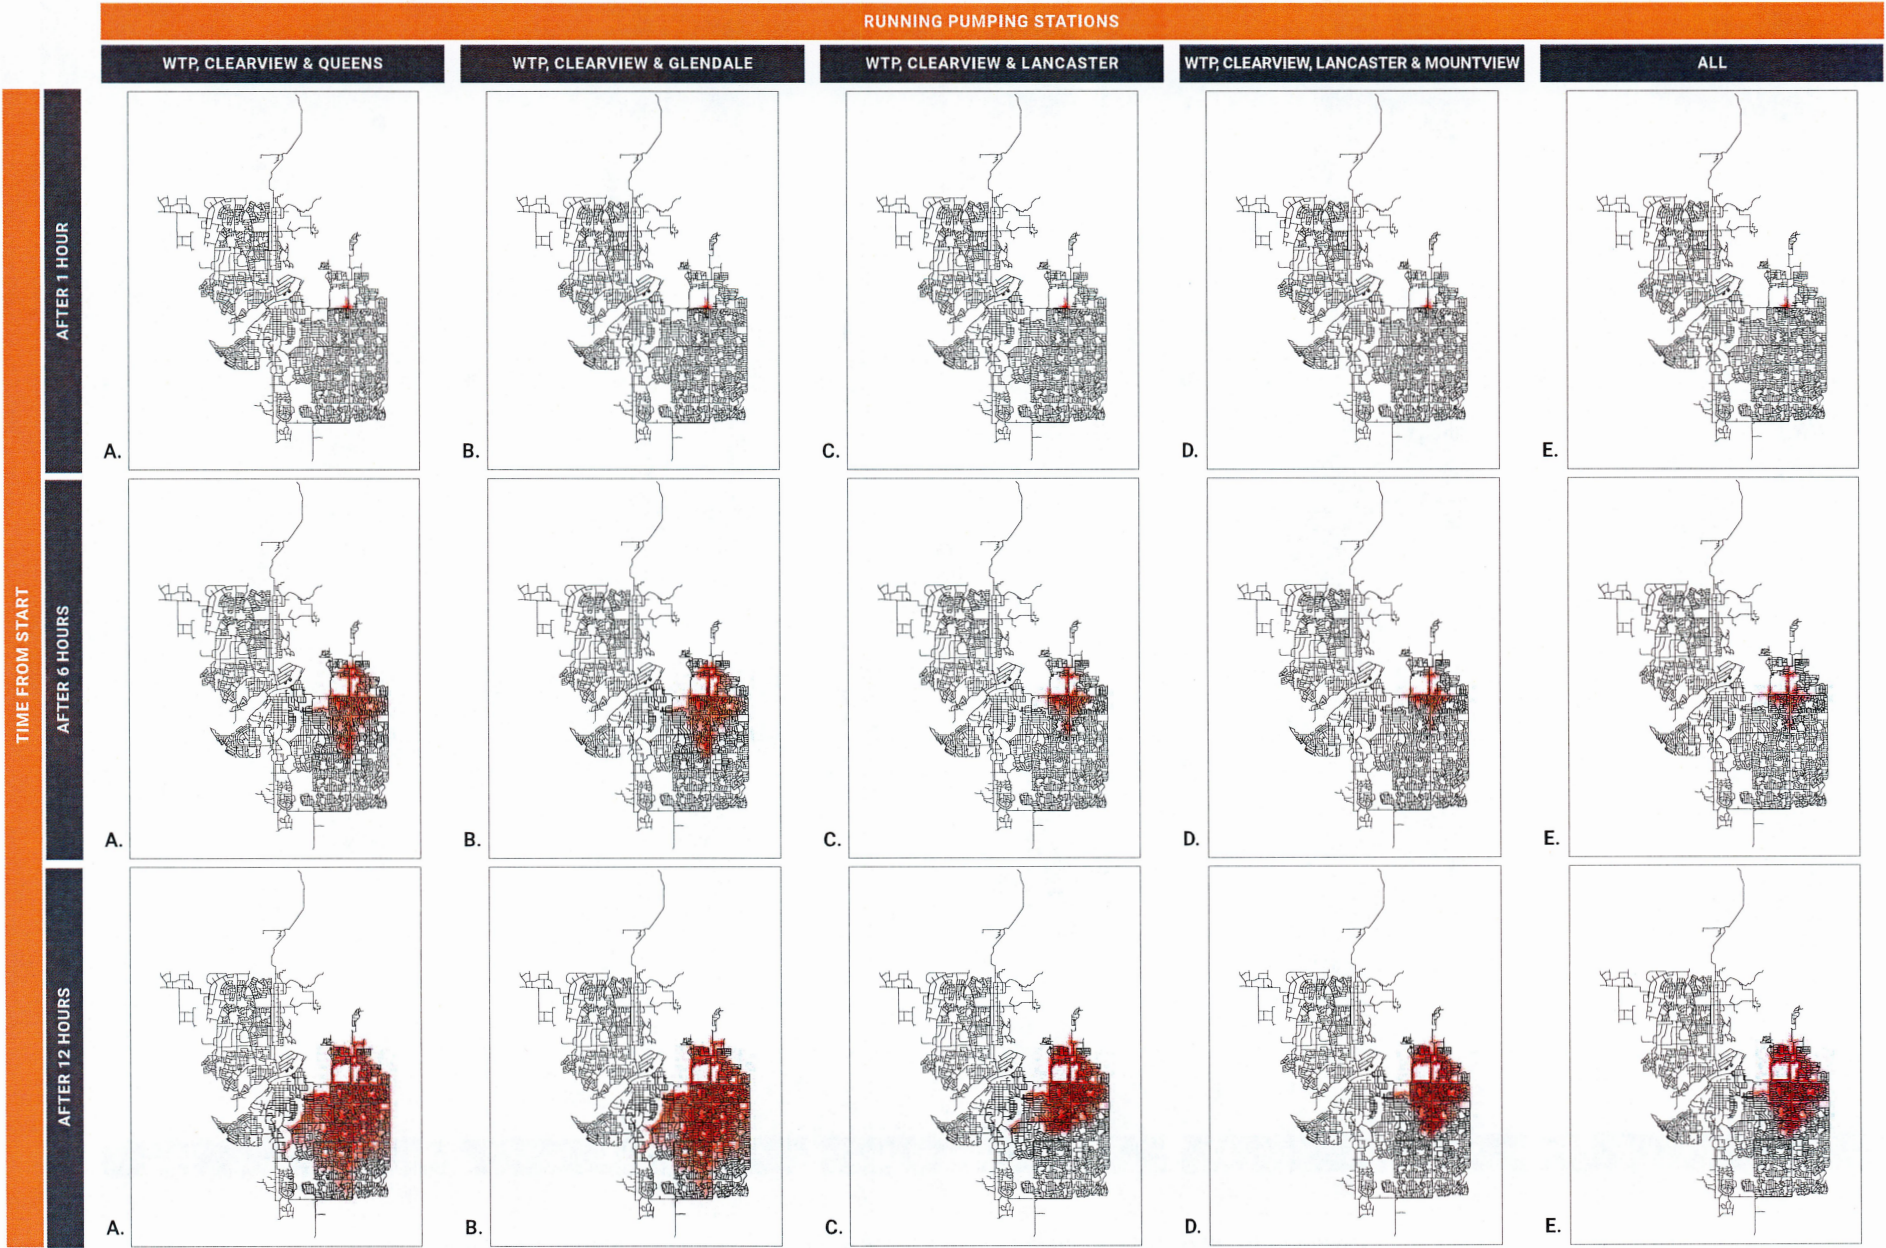 RUNNING PUMPING STATIONS
WTP, CLEARVIEW & QUEENS
WTP, CLEARVIEW & GLENDALE
WTP, CLEARVIEW & LANCASTER
WTP, CLEARVIEW, LANCASTER & MOUNTVIEW
ALL
TIME FROM START
AFTER 1 HOUR
A.
B.
C.
D.
E.
AFTER 6 HOURS
A.
B.
C.
D.
E.
AFTER 12 HOURS
A.
B.
C.
D.
E.